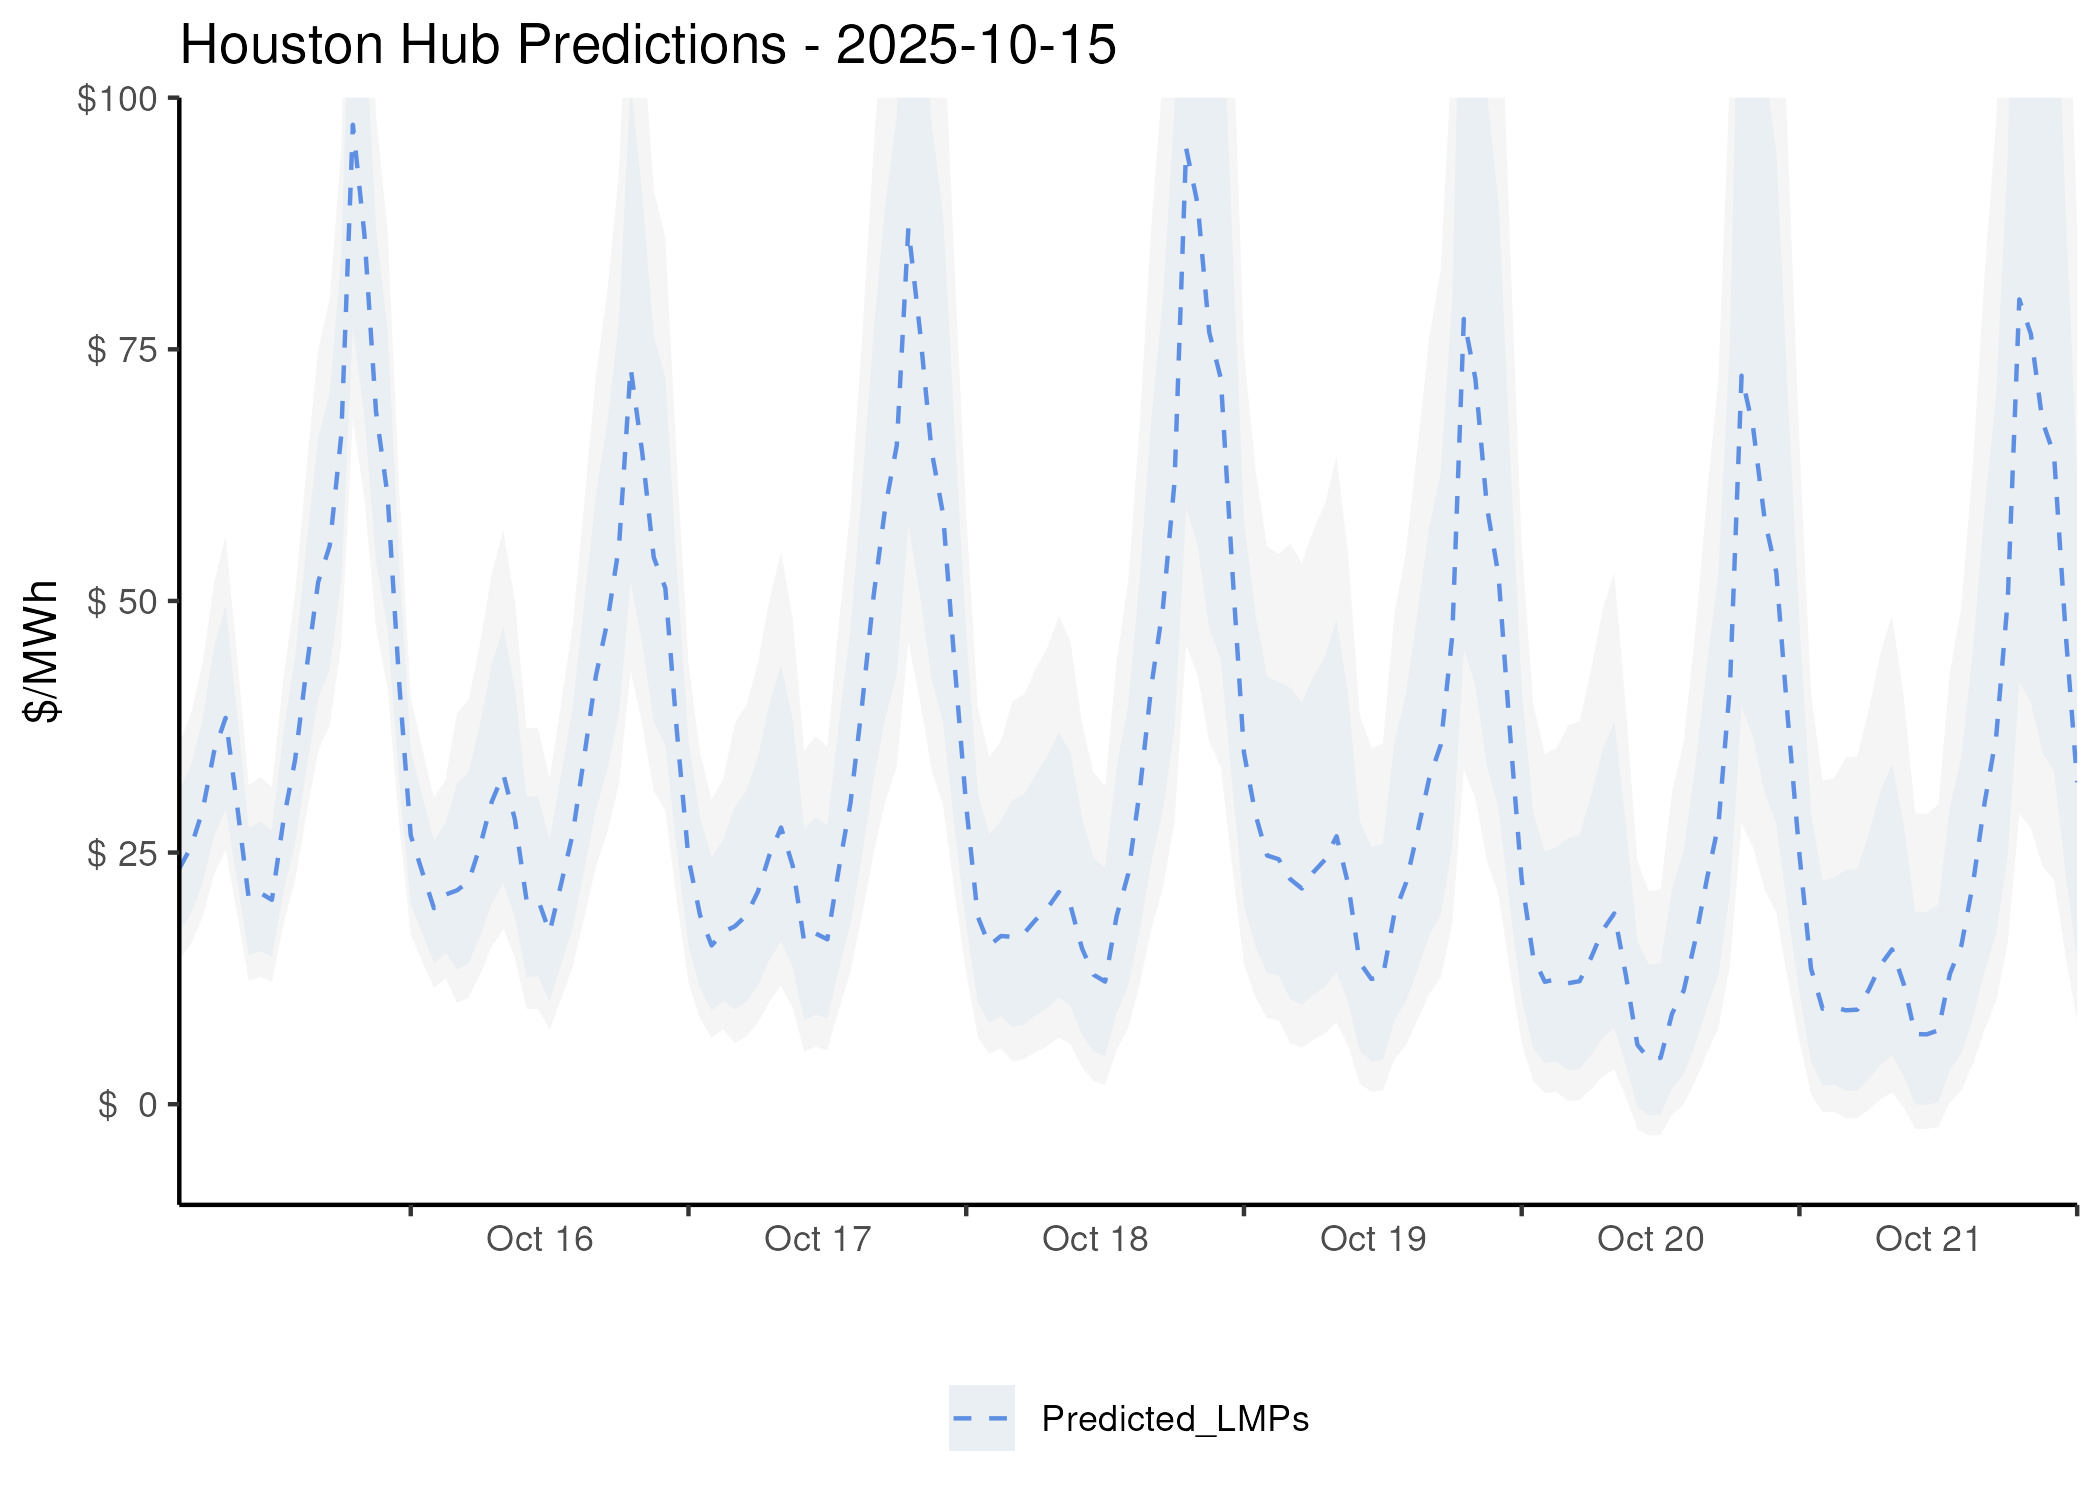 Houston Hub Predictions - 2025-10-15
$/MWh
$100
$ 75
$ 50
$ 25
$  0
Oct 16
Oct 17
Oct 18
Oct 19
Oct 20
Oct 21
Predicted_LMPs